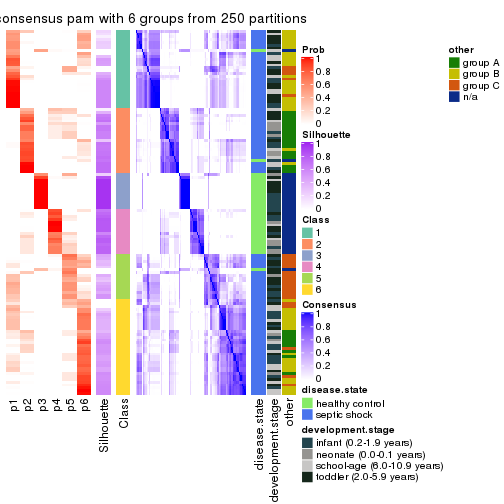 consensus pam with 6 groups from 250 partitions
Prob
1
0.8
0.6
0.4
0.2
0
Silhouette
1
0.8
0.6
0.4
0.2
0
Class
1
2
3
4
5
6
Consensus
1
0.8
0.6
0.4
0.2
0
disease.state
healthy control
septic shock
development.stage
infant (0.2-1.9 years)
neonate (0.0-0.1 years)
school-age (6.0-10.9 years)
toddler (2.0-5.9 years)
other
group A
group B
group C
n/a
p1
p2
p3
p4
p5
p6
Silhouette
Class
disease.state
development.stage
other